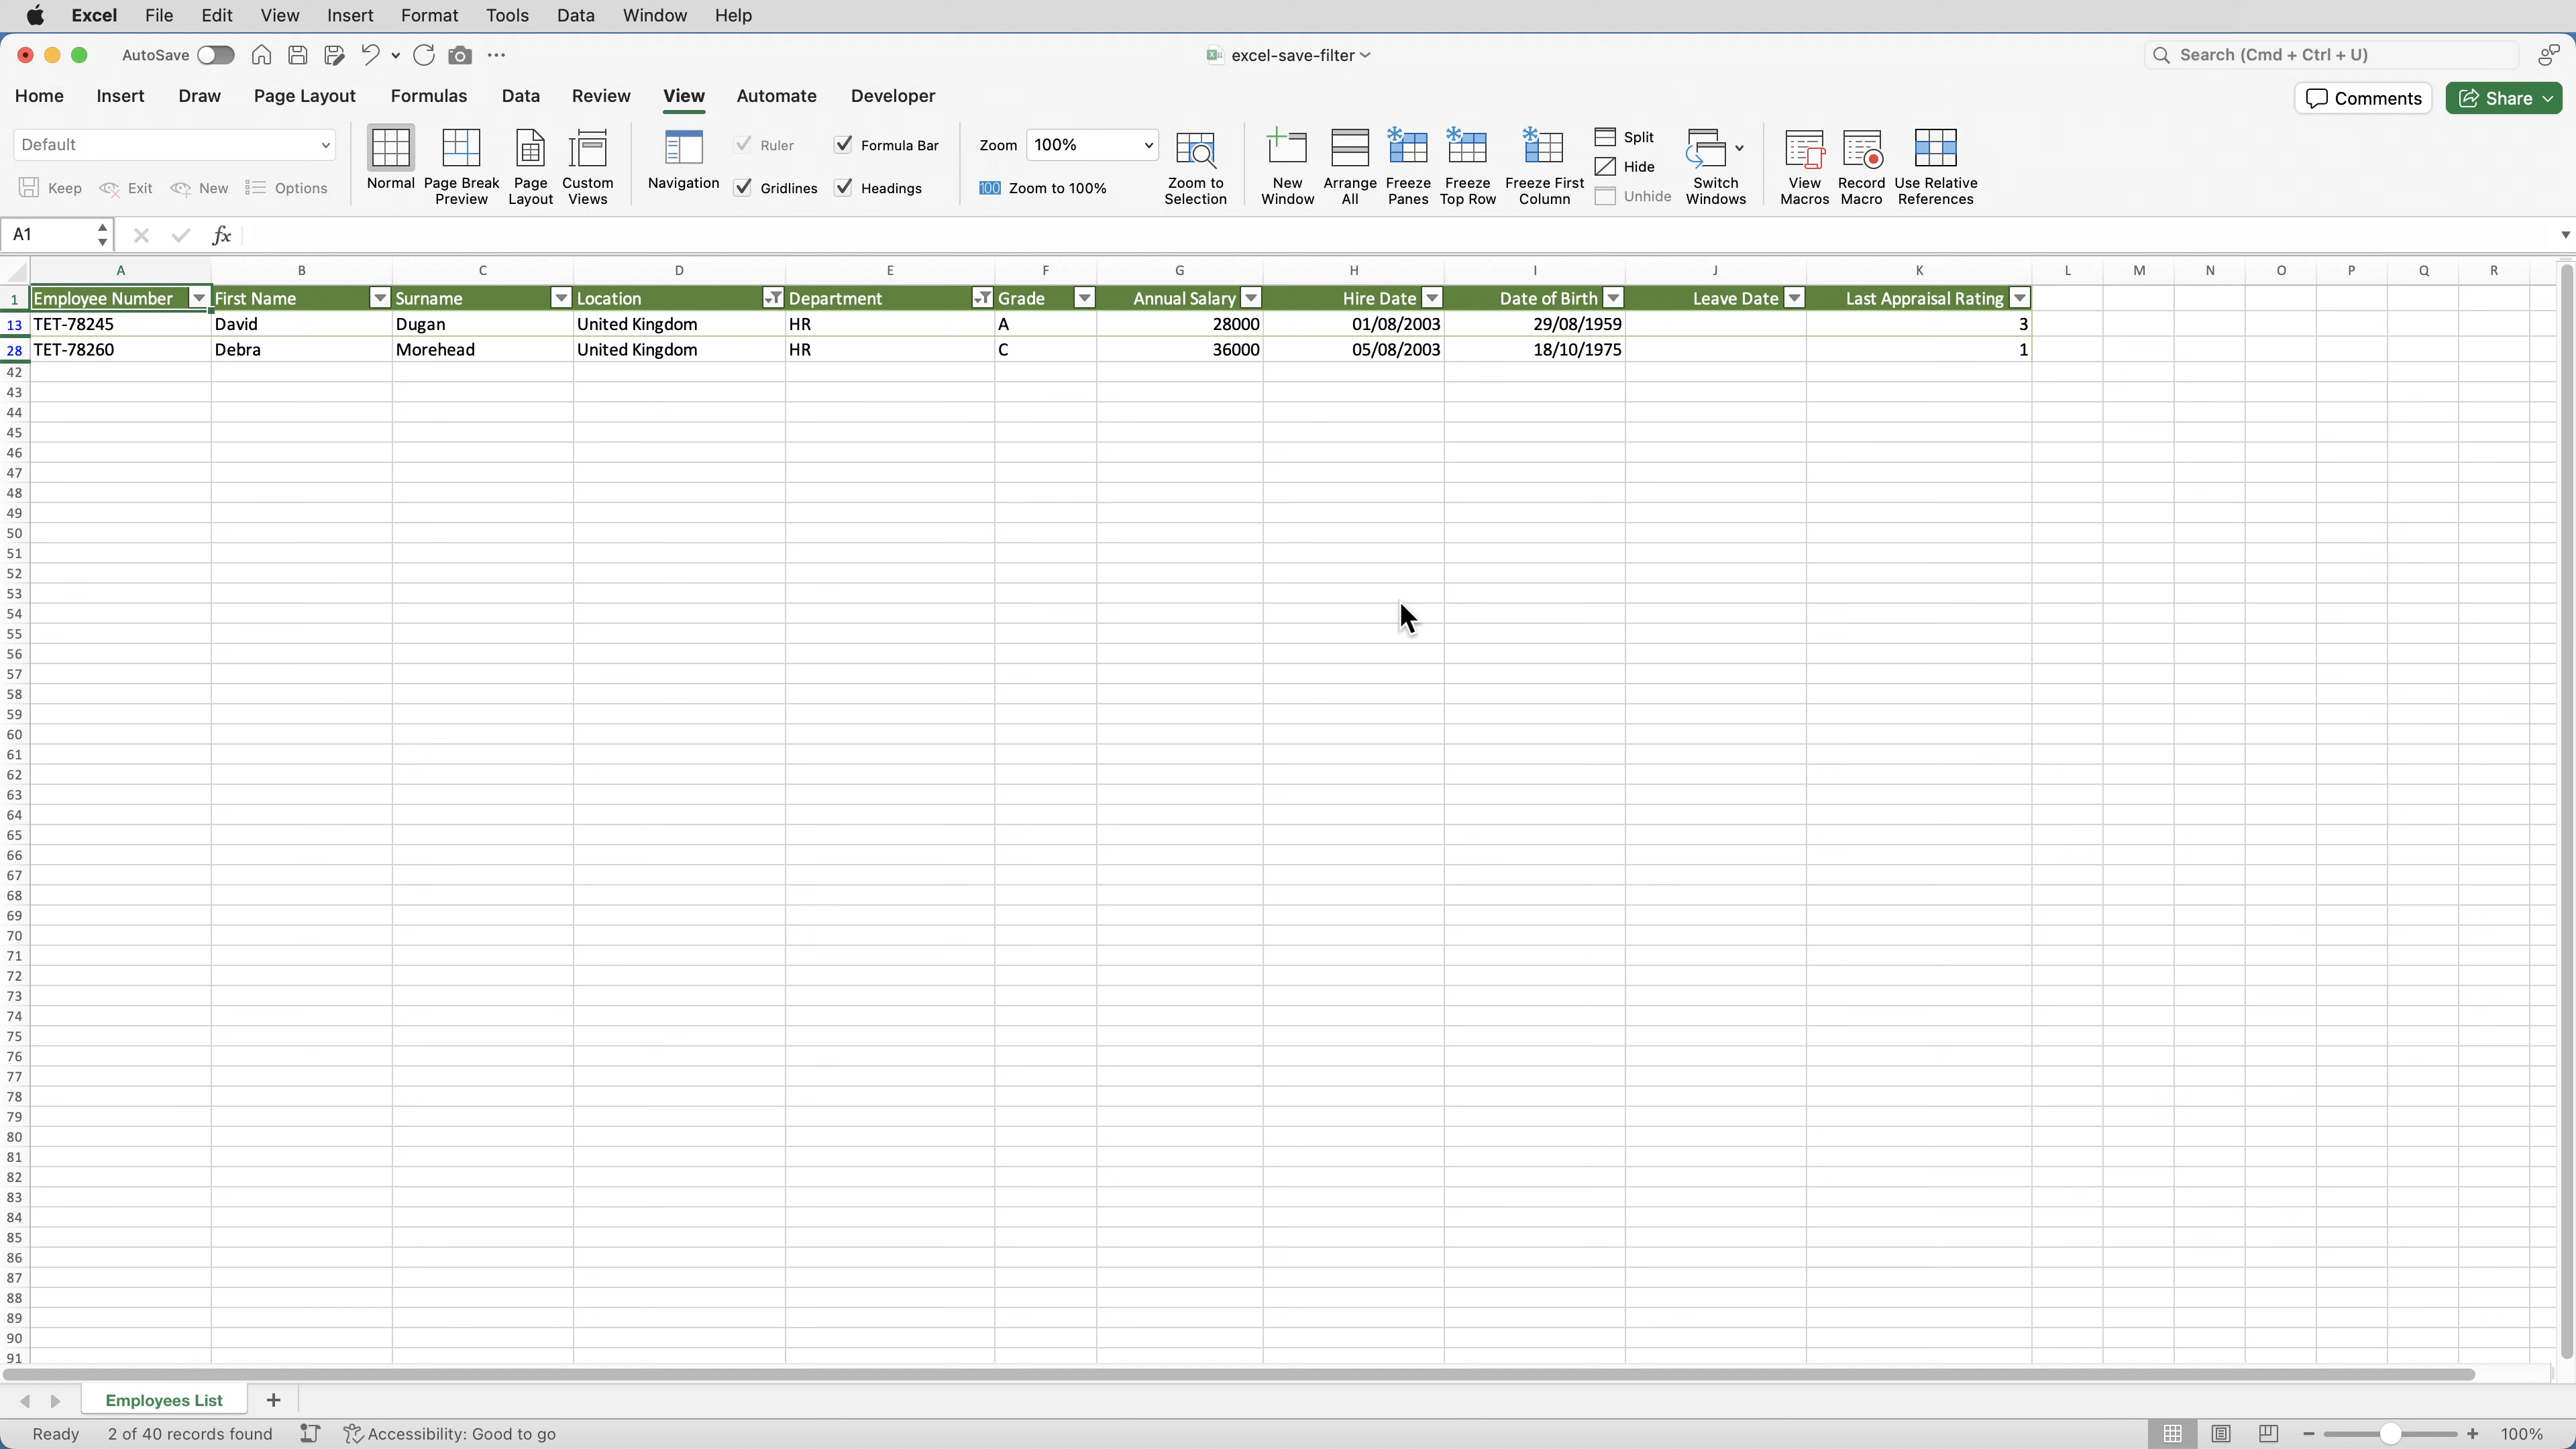 Excel File Edit View Insert Format Tools Data Window Help
AutoSave excel-save-filter Search (Cmd + Ctrl + U)
Home Insert Draw Page Layout Formulas Data Review View Automate Developer Comments Share
Default
Keep Exit New Options
Normal Page Break Preview Page Layout Custom Views
Navigation Ruler Formula Bar Gridlines Headings
Zoom 100% 100 Zoom to 100% Zoom to Selection
New Window Arrange All Freeze Panes Freeze Top Row Freeze First Column Split Hide Unhide Switch Windows
View Macros Record Macro Use Relative References
A1 fx
A B C D E F G H I J K L M N O P Q R
1 Employee Number First Name Surname Location Department Grade Annual Salary Hire Date Date of Birth Leave Date Last Appraisal Rating
13 TET-78245 David Dugan United Kingdom HR A 28000 01/08/2003 29/08/1959 3
28 TET-78260 Debra Morehead United Kingdom HR C 36000 05/08/2003 18/10/1975 1
42
43
44
45
46
47
48
49
50
51
52
53
54
55
56
57
58
59
60
61
62
63
64
65
66
67
68
69
70
71
72
73
74
75
76
77
78
79
80
81
82
83
84
85
86
87
88
89
90
91
Employees List
Ready 2 of 40 records found Accessibility: Good to go 100%